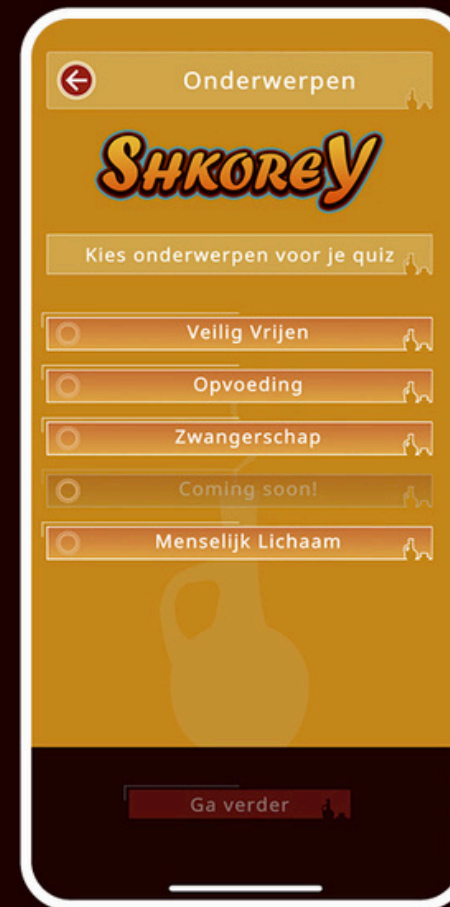 Onderwerpen
SHKOREY
Kies onderwerpen voor je quiz
Veilig Vrijen
Opvoeding
Zwangerschap
Coming soon!
Menselijk Lichaam
Ga verder